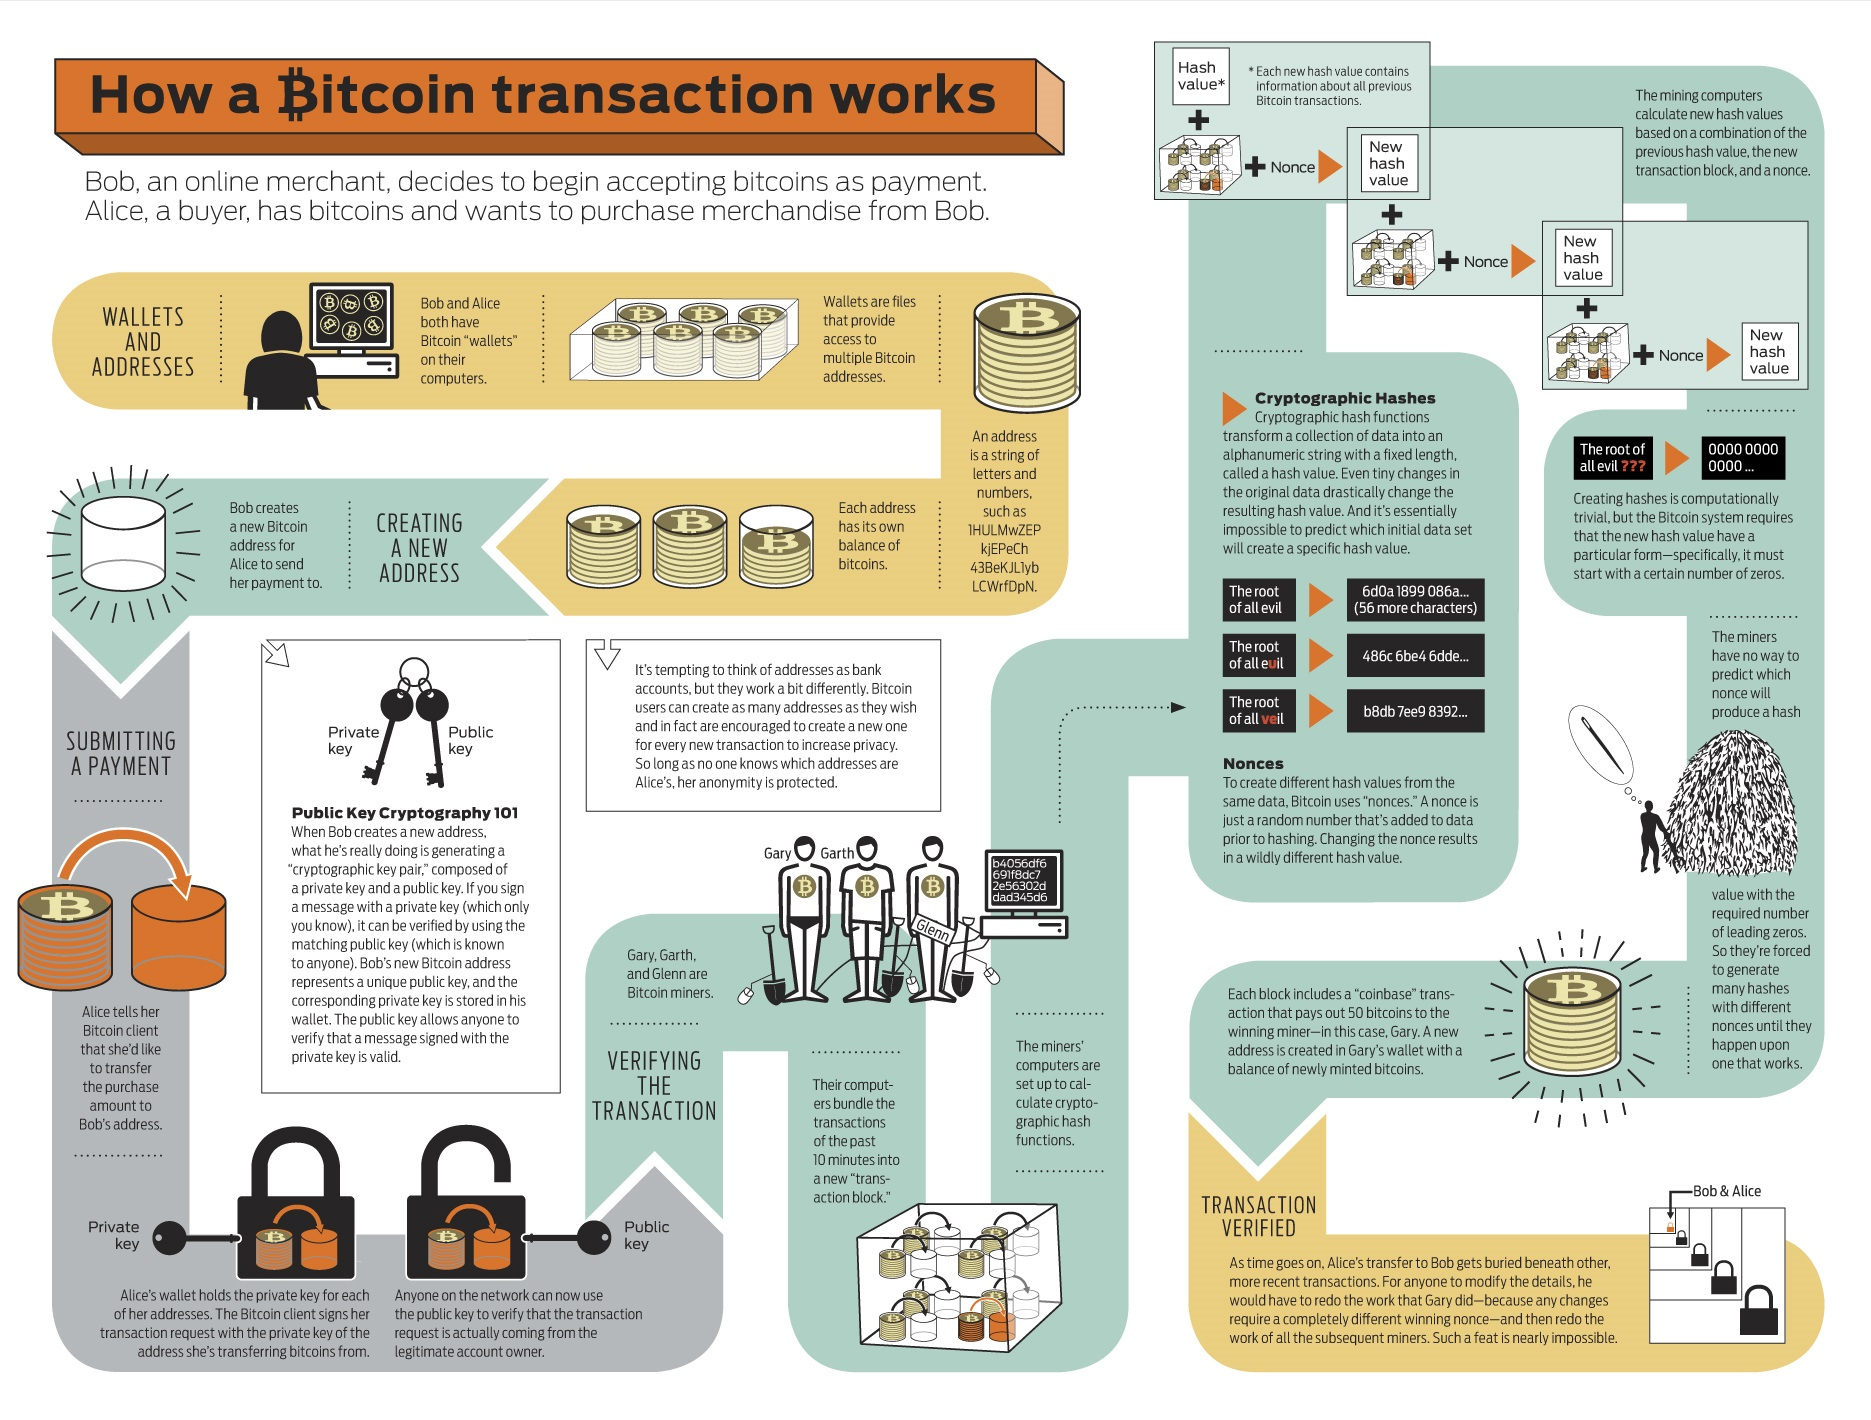 How a Bitcoin transaction works
Bob, an online merchant, decides to begin accepting bitcoins as payment.
Alice, a buyer, has bitcoins and wants to purchase merchandise from Bob.
WALLETS
AND
ADDRESSES
Bob and Alice
both have
Bitcoin “wallets”
on their
computers.
Wallets are files
that provide
access to
multiple Bitcoin
addresses.
An address
is a string of
letters and
numbers,
such as
1HULMwZEP
kjEPeCh
43BeKJL1yb
LCWrfDpN.
Each address
has its own
balance of
bitcoins.
CREATING
A NEW
ADDRESS
Bob creates
a new Bitcoin
address for
Alice to send
her payment to.
SUBMITTING
A PAYMENT
Alice tells her
Bitcoin client
that she’d like
to transfer
the purchase
amount to
Bob’s address.
Private
key
Public
key
Public Key Cryptography 101
When Bob creates a new address,
what he’s really doing is generating a
“cryptographic key pair,” composed of
a private key and a public key. If you sign
a message with a private key (which only
you know), it can be verified by using the
matching public key (which is known
to anyone). Bob’s new Bitcoin address
represents a unique public key, and the
corresponding private key is stored in his
wallet. The public key allows anyone to
verify that a message signed with the
private key is valid.
It’s tempting to think of addresses as bank
accounts, but they work a bit differently. Bitcoin
users can create as many addresses as they wish
and in fact are encouraged to create a new one
for every new transaction to increase privacy.
So long as no one knows which addresses are
Alice’s, her anonymity is protected.
Private
key
Public
key
Alice’s wallet holds the private key for each
of her addresses. The Bitcoin client signs her
transaction request with the private key of the
address she’s transferring bitcoins from.
Anyone on the network can now use
the public key to verify that the transaction
request is actually coming from the
legitimate account owner.
VERIFYING
THE
TRANSACTION
Gary, Garth,
and Glenn are
Bitcoin miners.
Gary
Garth
Glenn
b4056df6
691f8dc7
2e56302d
dad345d6
Their comput-
ers bundle the
transactions
of the past
10 minutes into
a new “trans-
action block.”
The miners’
computers are
set up to cal-
culate crypto-
graphic hash
functions.
Cryptographic Hashes
Cryptographic hash functions
transform a collection of data into an
alphanumeric string with a fixed length,
called a hash value. Even tiny changes in
the original data drastically change the
resulting hash value. And it’s essentially
impossible to predict which initial data set
will create a specific hash value.
The root
of all evil
6d0a 1899 086a...
(56 more characters)
The root
of all euil
486c 6be4 6dde...
The root
of all veil
b8db 7ee9 8392...
Nonces
To create different hash values from the
same data, Bitcoin uses “nonces.” A nonce is
just a random number that’s added to data
prior to hashing. Changing the nonce results
in a wildly different hash value.
Hash
value*
* Each new hash value contains
information about all previous
Bitcoin transactions.
+
+ Nonce
New
hash
value
+
+ Nonce
New
hash
value
+
+ Nonce
New
hash
value
The mining computers
calculate new hash values
based on a combination of the
previous hash value, the new
transaction block, and a nonce.
The root of
all evil ???
0000 0000
0000 ...
Creating hashes is computationally
trivial, but the Bitcoin system requires
that the new hash value have a
particular form—specifically, it must
start with a certain number of zeros.
The miners
have no way to
predict which
nonce will
produce a hash
value with the
required number
of leading zeros.
So they’re forced
to generate
many hashes
with different
nonces until they
happen upon
one that works.
Each block includes a “coinbase” trans-
action that pays out 50 bitcoins to the
winning miner—in this case, Gary. A new
address is created in Gary’s wallet with a
balance of newly minted bitcoins.
TRANSACTION
VERIFIED
Bob & Alice
As time goes on, Alice’s transfer to Bob gets buried beneath other,
more recent transactions. For anyone to modify the details, he
would have to redo the work that Gary did—because any changes
require a completely different winning nonce—and then redo the
work of all the subsequent miners. Such a feat is nearly impossible.